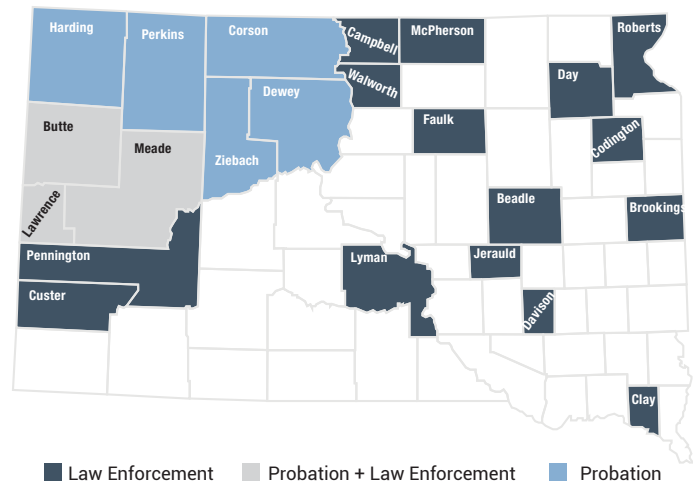 Harding
Perkins
Corson
Campbell
McPherson
Roberts
Walworth
Day
Dewey
Butte
Meade
Ziebach
Faulk
Codington
Lawrence
Beadle
Brookings
Pennington
Lyman
Jerauld
Custer
Davison
Clay
Law Enforcement
Probation + Law Enforcement
Probation